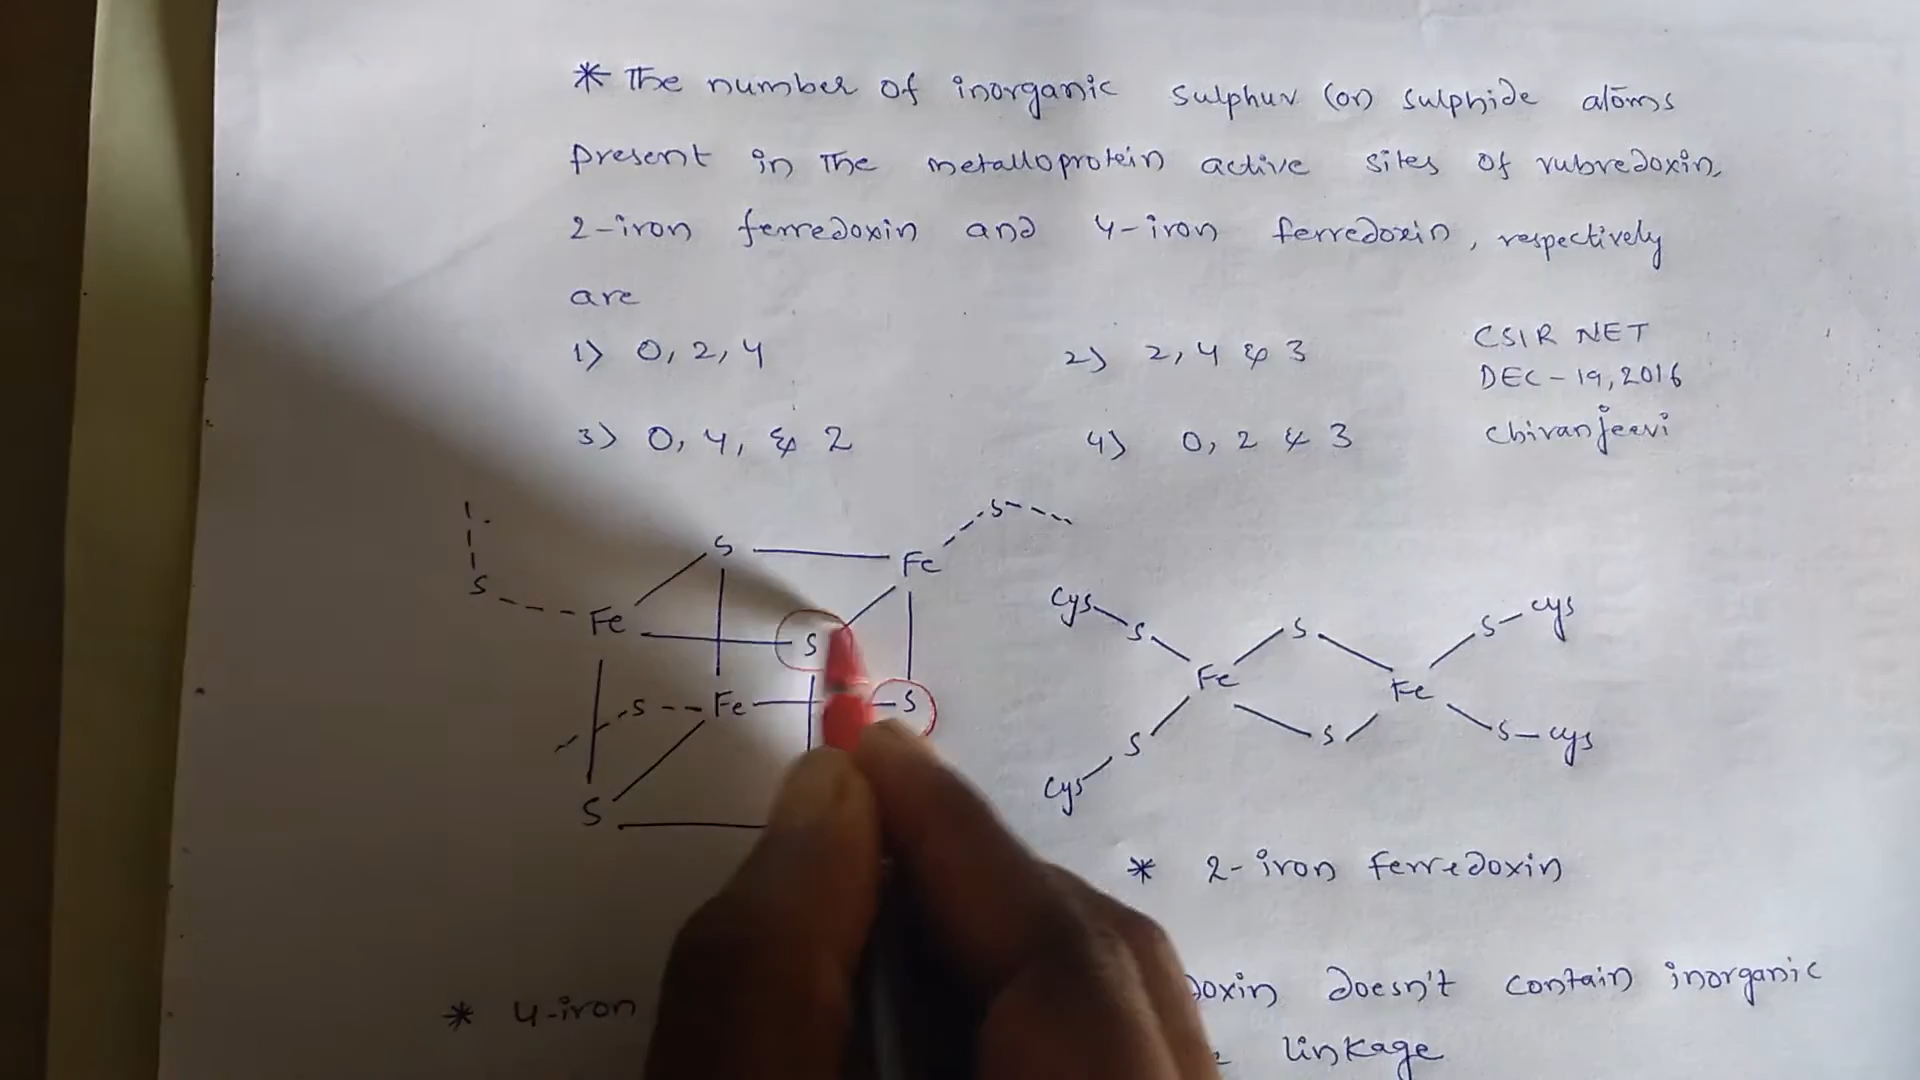 * The number of inorganic sulphur (or) sulphide atoms
present in the metalloprotein active sites of rubredoxin,
2-iron ferredoxin and 4-iron ferredoxin, respectively
are
1) 0, 2, 4
2) 2, 4 & 3
3) 0, 4, & 2
4) 0, 2 & 3
CSIR NET
DEC-19, 2016
Chiranjeevi
S
S Fe
S
Fe S
S Fe S
S
Cys S S S-Cys
Fe Fe
S S S-Cys
Cys
* 2-iron ferredoxin
* 4-iron
doxin doesn't contain inorganic
linkage